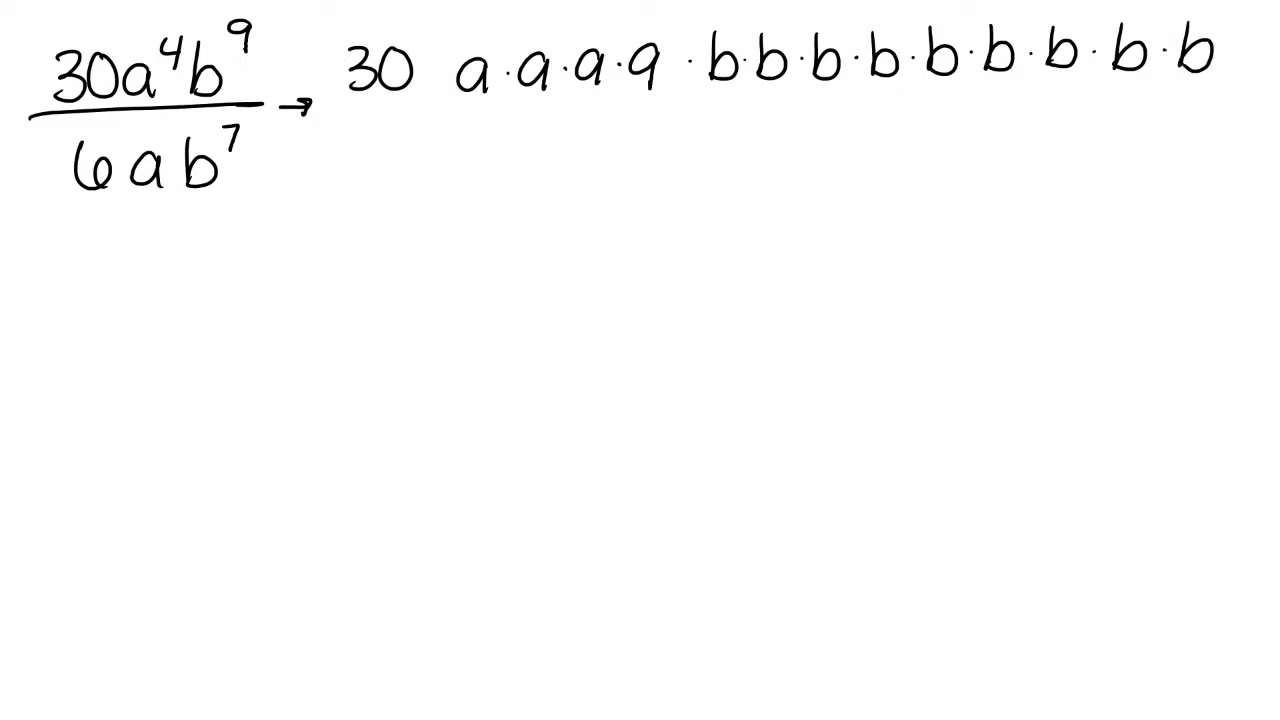 30a⁴b⁹
6ab⁷
→ 30 a · a · a · a · b · b · b · b · b · b · b · b · b